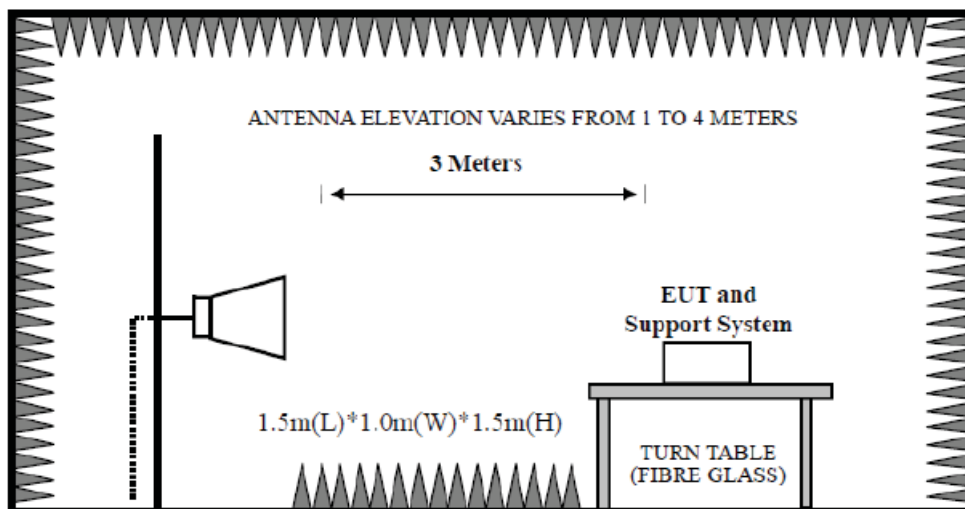 ANTENNA ELEVATION VARIES FROM 1 TO 4 METERS
3 Meters
EUT and
Support System
1.5m(L)*1.0m(W)*1.5m(H)
TURN TABLE
(FIBRE GLASS)